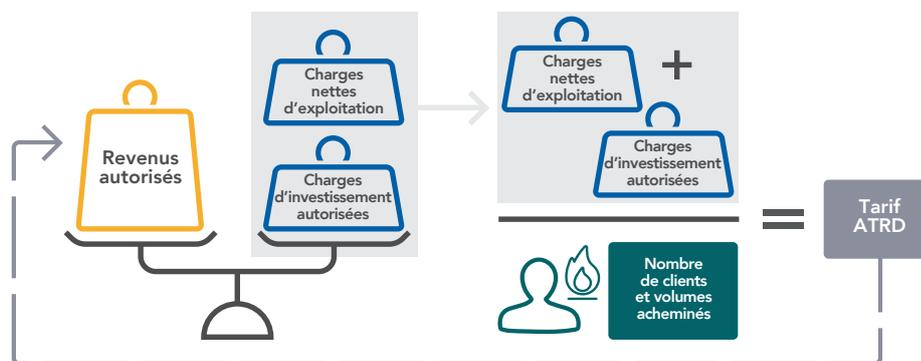 Revenus
autorisés
Charges
nettes
d'exploitation
Charges
d'investissement
autorisées
Charges
nettes
d'exploitation
+
Charges
d'investissement
autorisées
=
Nombre
de clients
et volumes
acheminés
Tarif
ATRD